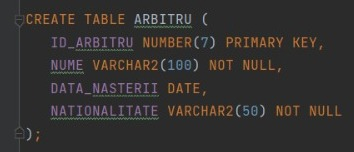 CREATE TABLE ARBITRU (
ID_ARBITRU NUMBER(7) PRIMARY KEY,
NUME VARCHAR2(100) NOT NULL,
DATA_NASTERII DATE,
NATIONALITATE VARCHAR2(50) NOT NULL
);